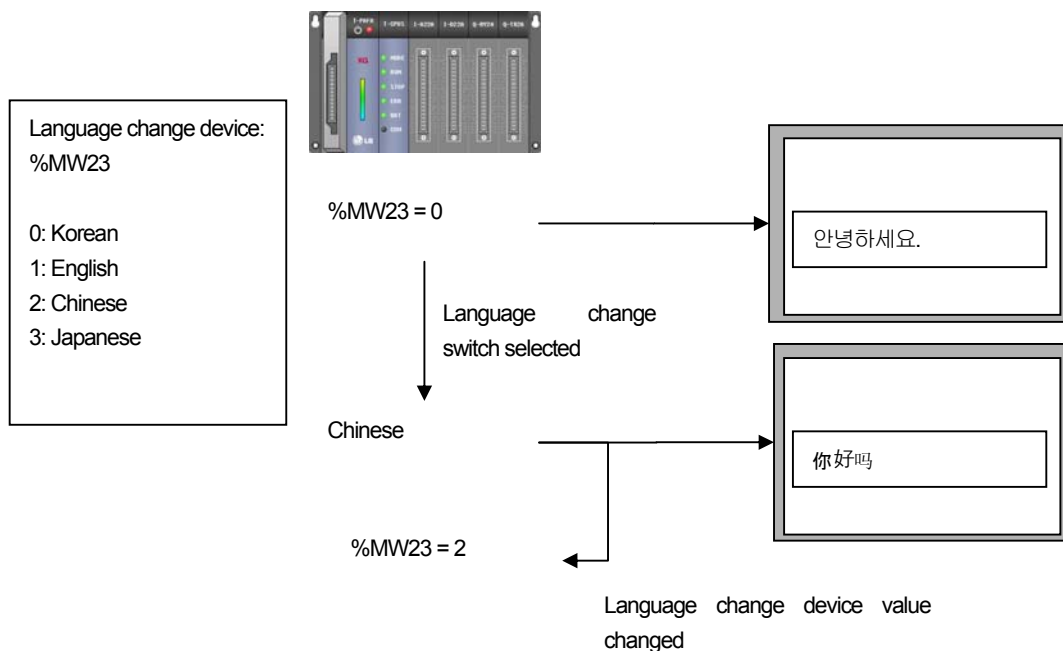 Language change device:
%MW23
0: Korean
1: English
2: Chinese
3: Japanese
LG
%MW23 = 0
안녕하세요.
Language change
switch selected
Chinese
你好吗
%MW23 = 2
Language change device value
changed